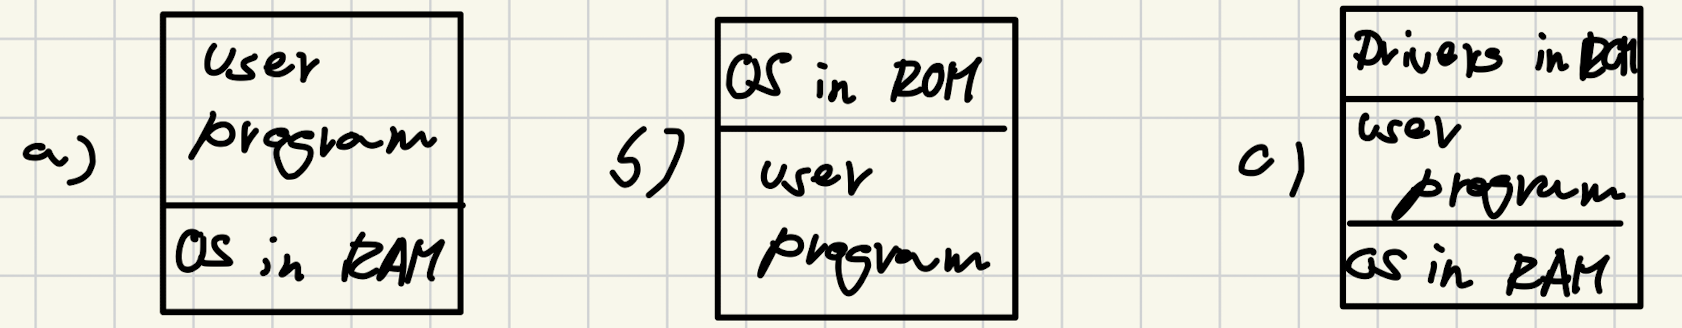 a)
user
program
OS in RAM
b)
OS in ROM
user
program
c)
Drivers in ROM
user
program
OS in RAM